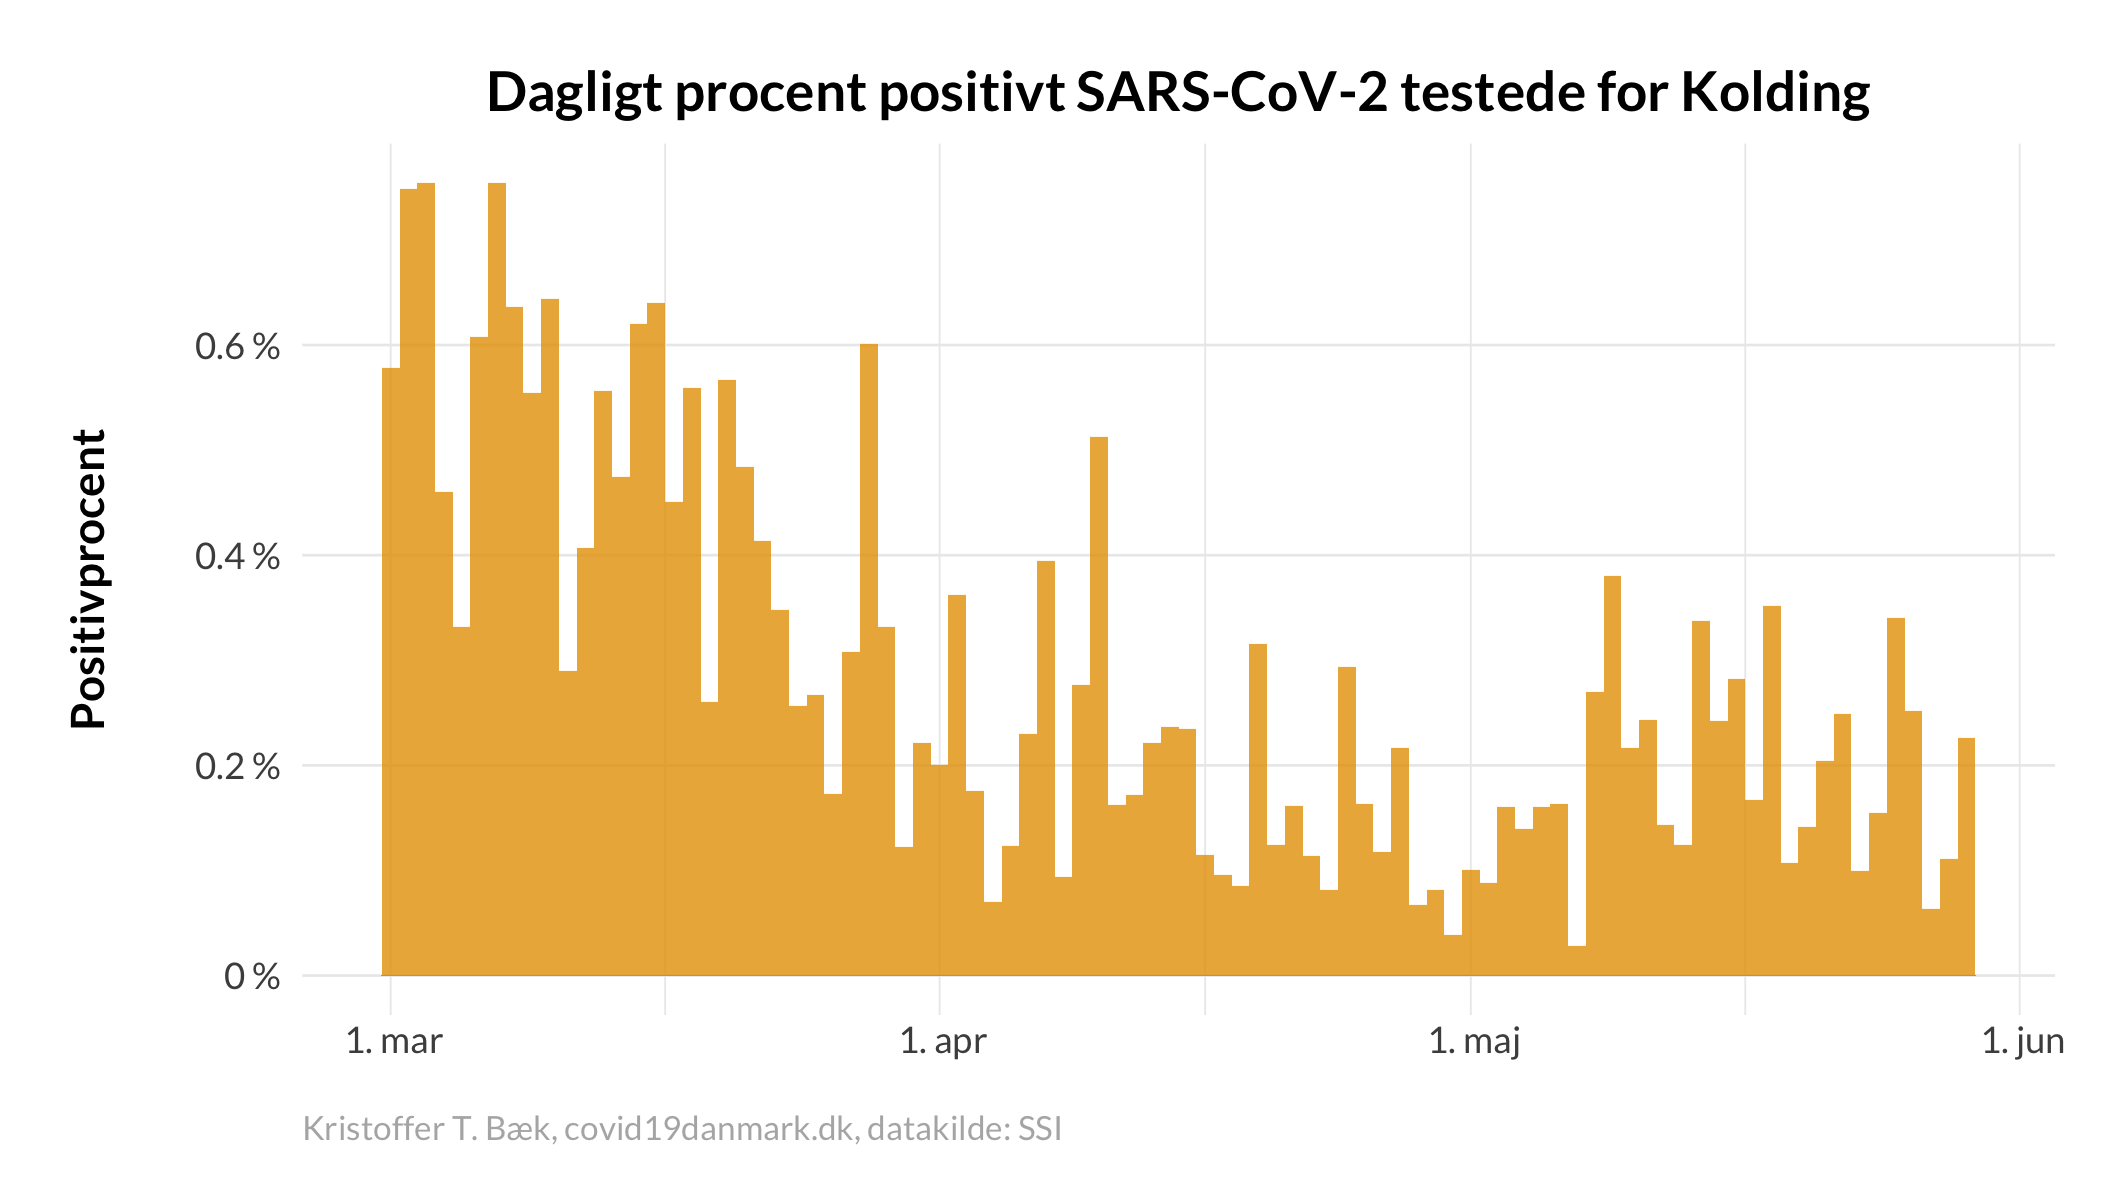 Dagligt procent positivt SARS-CoV-2 testede for Kolding
Positivprocent
0.6 %
0.4 %
0.2 %
0 %
1. mar
1. apr
1. maj
1. jun
Kristoffer T. Bæk, covid19danmark.dk, datakilde: SSI